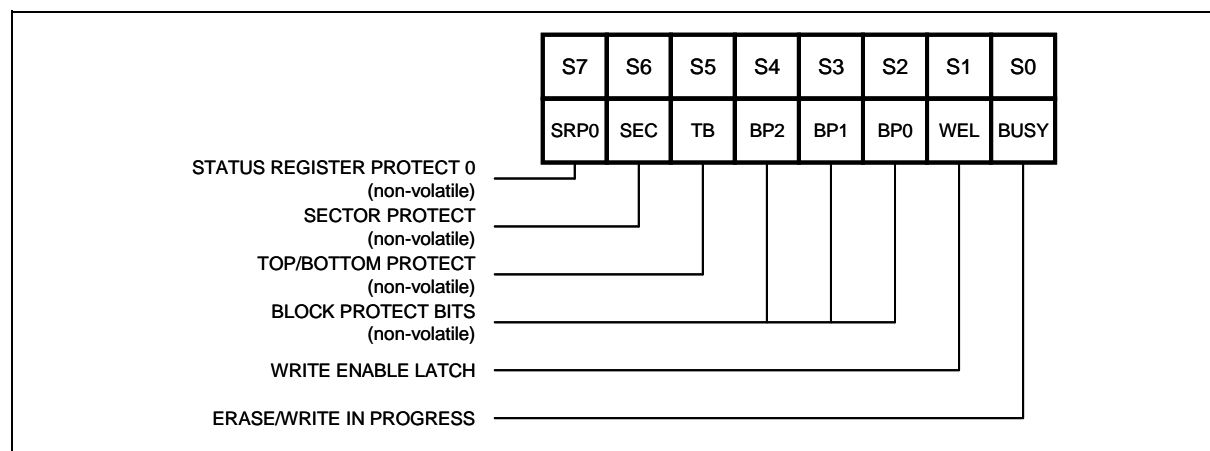 S7 S6 S5 S4 S3 S2 S1 S0
SRP0 SEC TB BP2 BP1 BP0 WEL BUSY
STATUS REGISTER PROTECT 0
(non-volatile)
SECTOR PROTECT
(non-volatile)
TOP/BOTTOM PROTECT
(non-volatile)
BLOCK PROTECT BITS
(non-volatile)
WRITE ENABLE LATCH
ERASE/WRITE IN PROGRESS